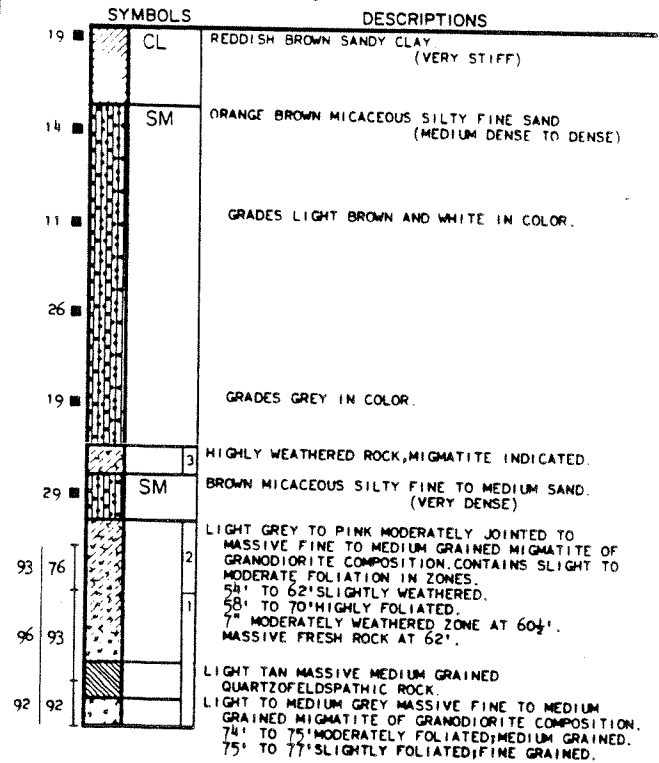 SYMBOLS DESCRIPTIONS
19 CL REDDISH BROWN SANDY CLAY
(VERY STIFF)
14 SM ORANGE BROWN MICACEOUS SILTY FINE SAND
(MEDIUM DENSE TO DENSE)
11 GRADES LIGHT BROWN AND WHITE IN COLOR.
26
19 GRADES GREY IN COLOR.
3 HIGHLY WEATHERED ROCK,MIGMATITE INDICATED.
29 SM BROWN MICACEOUS SILTY FINE TO MEDIUM SAND.
(VERY DENSE)
LIGHT GREY TO PINK MODERATELY JOINTED TO
MASSIVE FINE TO MEDIUM GRAINED MIGMATITE OF
93 76 2 GRANODIORITE COMPOSITION.CONTAINS SLIGHT TO
MODERATE FOLIATION IN ZONES.
54' TO 62'SLIGHTLY WEATHERED.
1 58' TO 70'HIGHLY FOLIATED.
7" MODERATELY WEATHERED ZONE AT 60½'.
96 93 MASSIVE FRESH ROCK AT 62'.
LIGHT TAN MASSIVE MEDIUM GRAINED
QUARTZOFELDSPATHIC ROCK.
92 92 LIGHT TO MEDIUM GREY MASSIVE FINE TO MEDIUM
GRAINED MIGMATITE OF GRANODIORITE COMPOSITION.
74' TO 75'MODERATELY FOLIATED;MEDIUM GRAINED.
75' TO 77'SLIGHTLY FOLIATED;FINE GRAINED.